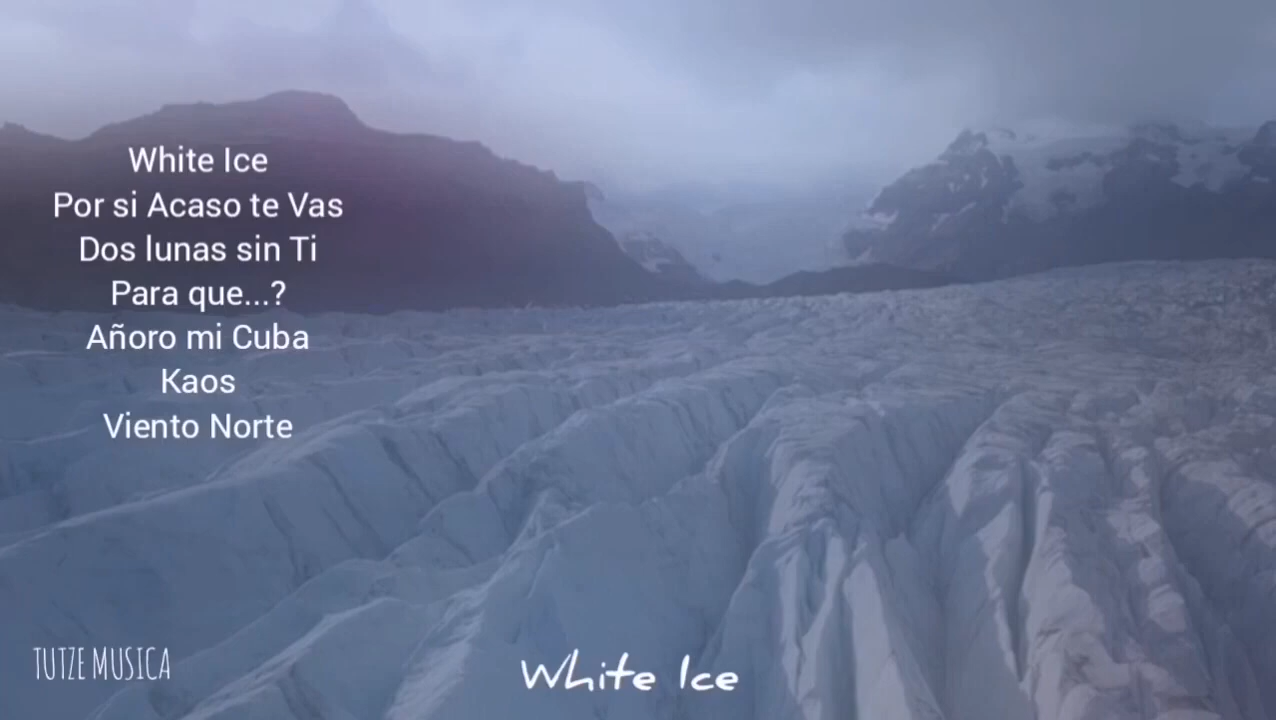 White Ice
Por si Acaso te Vas
Dos lunas sin Ti
Para que...?
Añoro mi Cuba
Kaos
Viento Norte
TUTZE MUSICA
White Ice